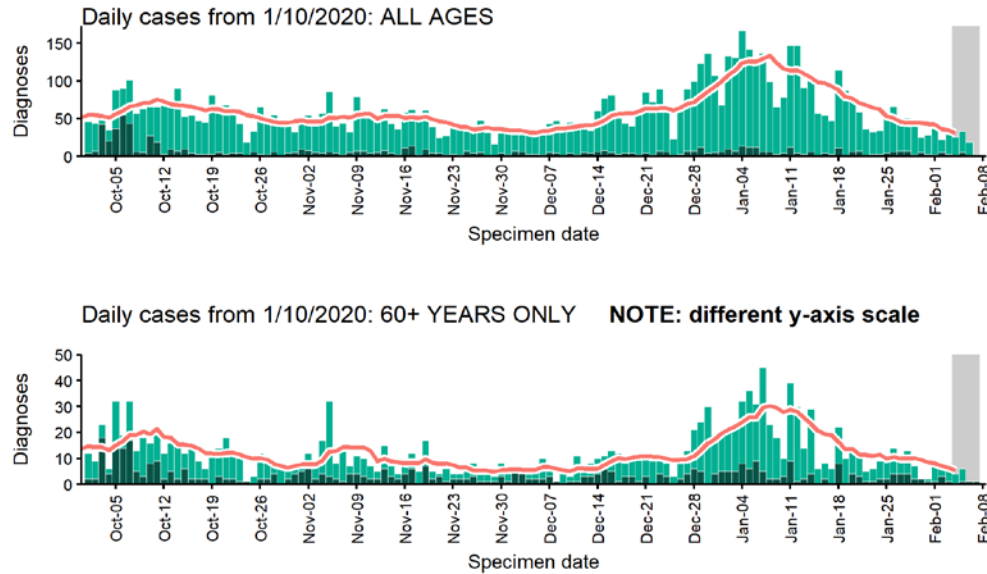 Daily cases from 1/10/2020: ALL AGES
150
100
50
0
Diagnoses
Oct-05
Oct-12
Oct-19
Oct-26
Nov-02
Nov-09
Nov-16
Nov-23
Nov-30
Dec-07
Dec-14
Dec-21
Dec-28
Jan-04
Jan-11
Jan-18
Jan-25
Feb-01
Feb-08
Specimen date
Daily cases from 1/10/2020: 60+ YEARS ONLY NOTE: different y-axis scale
50
40
30
20
10
0
Diagnoses
Oct-05
Oct-12
Oct-19
Oct-26
Nov-02
Nov-09
Nov-16
Nov-23
Nov-30
Dec-07
Dec-14
Dec-21
Dec-28
Jan-04
Jan-11
Jan-18
Jan-25
Feb-01
Feb-08
Specimen date